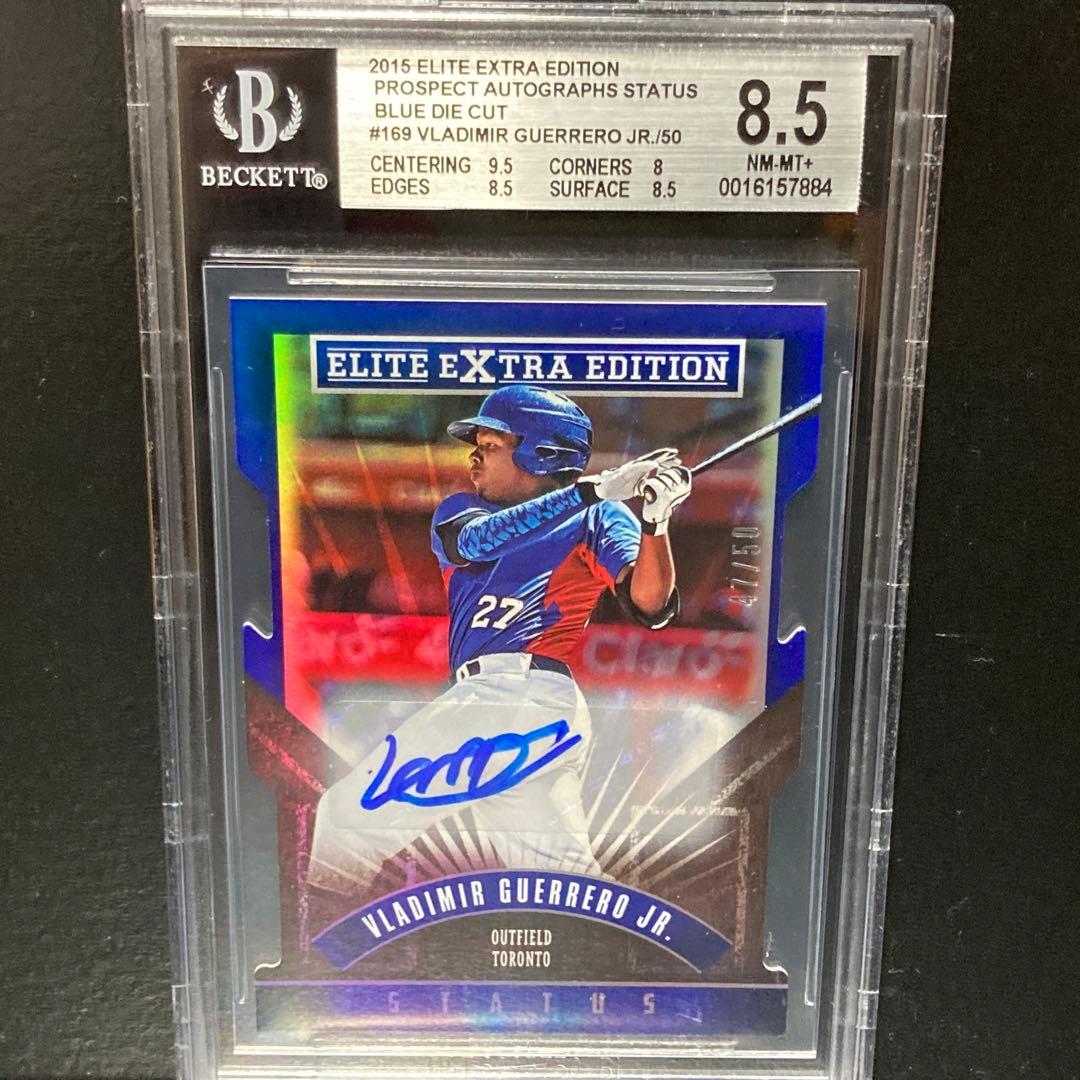 2015 ELITE EXTRA EDITION
PROSPECT AUTOGRAPHS STATUS
BLUE DIE CUT
#169 VLADIMIR GUERRERO JR./50
CENTERING 9.5 CORNERS 8
EDGES 8.5 SURFACE 8.5
8.5
NM-MT+
0016157884
B
BECKETT®
ELITE EXTRA EDITION
27
47/50
Claro
VLADIMIR GUERRERO JR.
OUTFIELD
TORONTO
STATUS